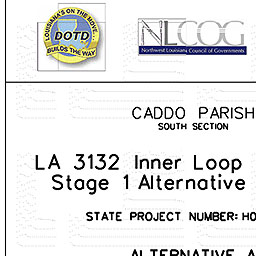 LOUISIANA'S ON THE MOVE...
DOTD
BUILDS THE WAY
NLCOG
Northwest Louisiana Council of Governments
CADDO PARISH
SOUTH SECTION
LA 3132 Inner Loop
Stage 1 Alternative
STATE PROJECT NUMBER: HO
ALTERNATIVE A